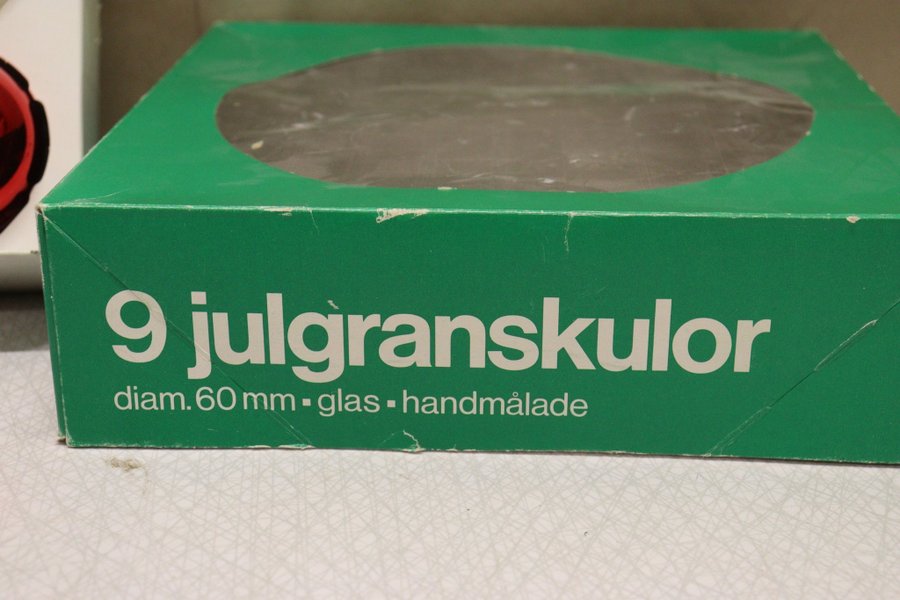 9 julgranskulor
diam. 60 mm ▪ glas ▪ handmålade